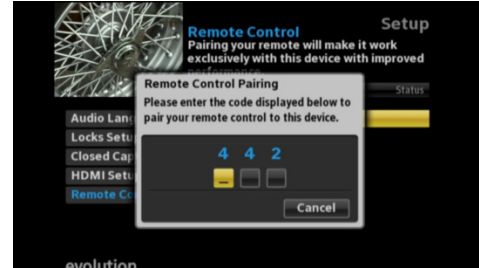 Setup
Remote Control
Pairing your remote will make it work
exclusively with this device with improved
performance
Status
Remote Control Pairing
Please enter the code displayed below to
pair your remote control to this device.
Audio Lang
Locks Setu
Closed Cap
HDMI Setu
Remote Co
4 4 2
_
Cancel
evolution